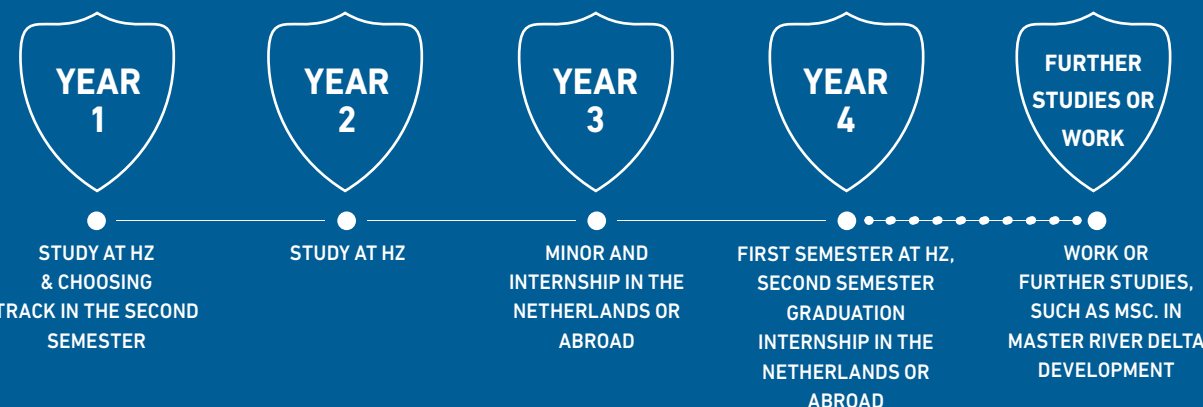 YEAR
1
YEAR
2
YEAR
3
YEAR
4
FURTHER
STUDIES OR
WORK
STUDY AT HZ
& CHOOSING
TRACK IN THE SECOND
SEMESTER
STUDY AT HZ
MINOR AND
INTERNSHIP IN THE
NETHERLANDS OR
ABROAD
FIRST SEMESTER AT HZ,
SECOND SEMESTER
GRADUATION
INTERNSHIP IN THE
NETHERLANDS OR
ABROAD
WORK OR
FURTHER STUDIES,
SUCH AS MSC. IN
MASTER RIVER DELTA
DEVELOPMENT